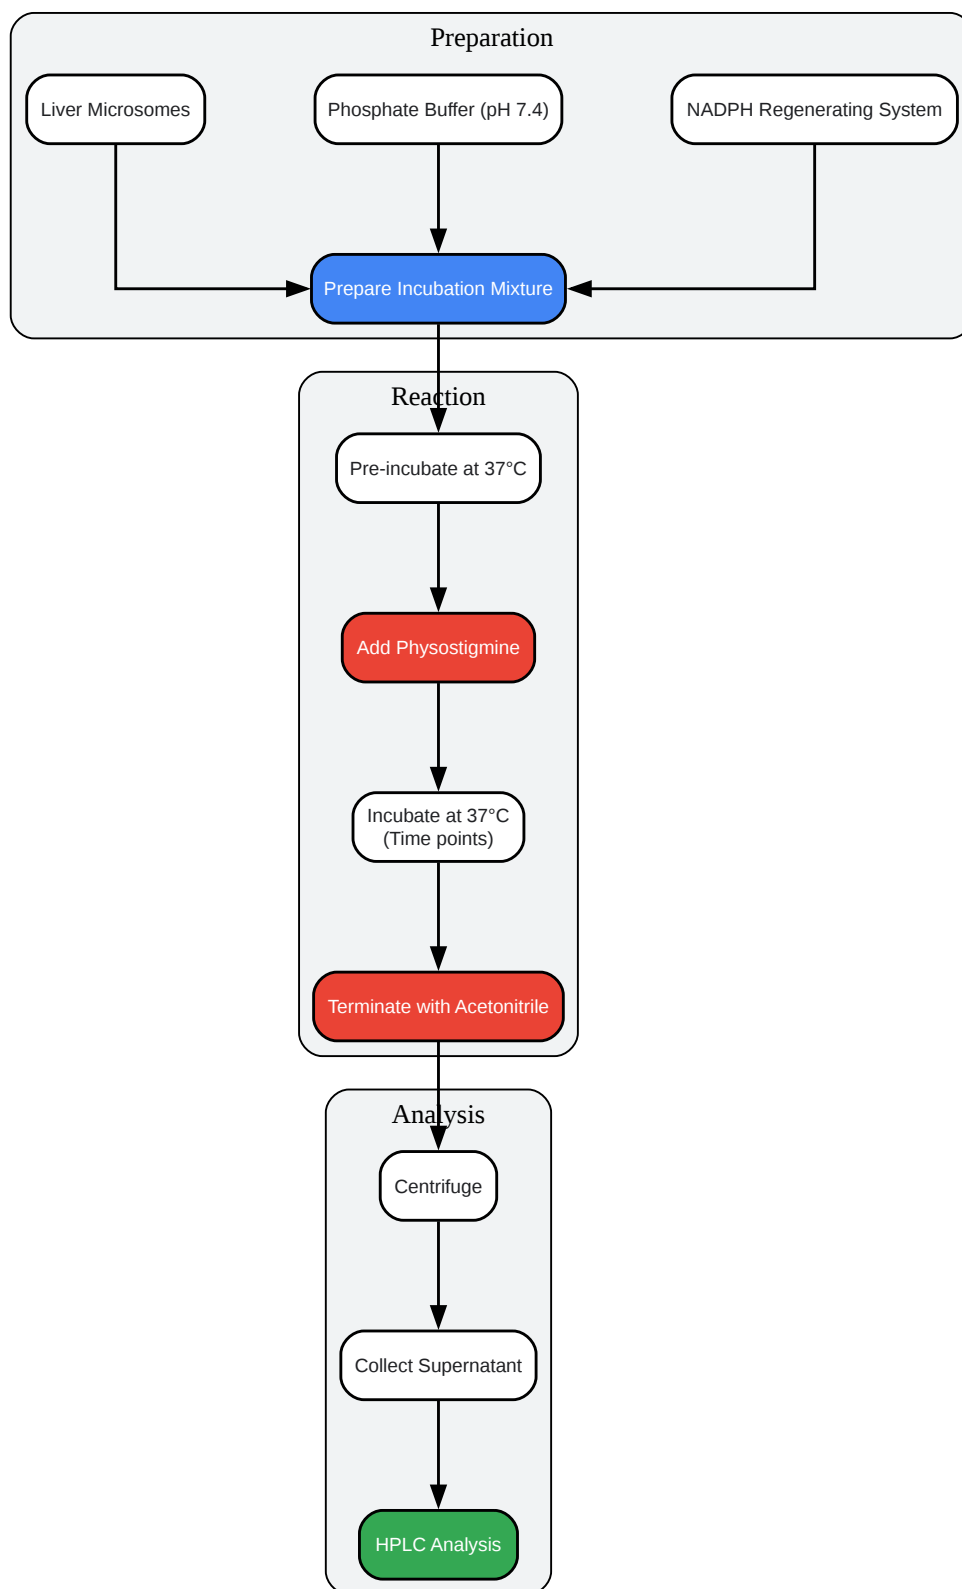 Preparation
Liver Microsomes
Phosphate Buffer (pH 7.4)
NADPH Regenerating System
Prepare Incubation Mixture
Reaction
Pre-incubate at 37°C
Add Physostigmine
Incubate at 37°C
(Time points)
Terminate with Acetonitrile
Analysis
Centrifuge
Collect Supernatant
HPLC Analysis